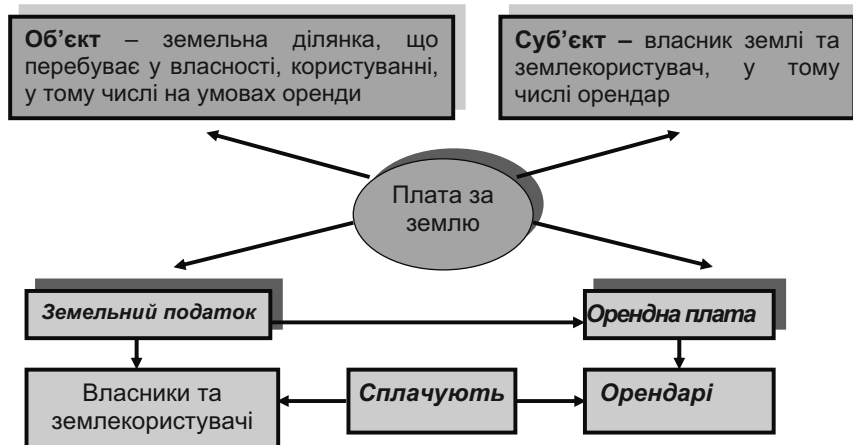 Об’єкт – земельна ділянка, що
перебуває у власності, користуванні,
у тому числі на умовах оренди
Суб’єкт – власник землі та
землекористувач, у тому
числі орендар
Плата за
землю
Земельний податок
Орендна плата
Власники та
землекористувачі
Сплачують
Орендарі